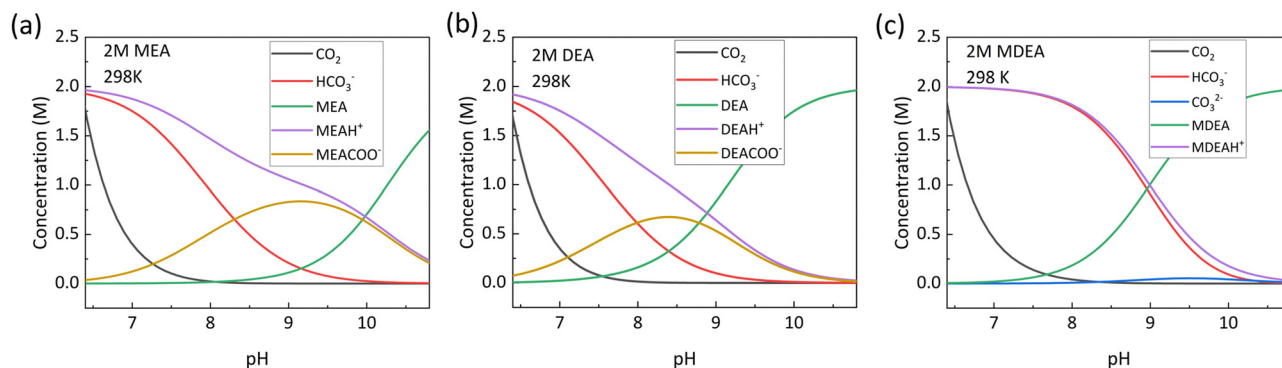 (a)
2M MEA
298K
CO2
HCO3-
MEA
MEAH+
MEACOO-
Concentration (M)
2.5
2.0
1.5
1.0
0.5
0.0
7 8 9 10
pH
(b)
2M DEA
298K
CO2
HCO3-
DEA
DEAH+
DEACOO-
Concentration (M)
2.5
2.0
1.5
1.0
0.5
0.0
7 8 9 10
pH
(c)
2M MDEA
298 K
CO2
HCO3-
CO32-
MDEA
MDEAH+
Concentration (M)
2.5
2.0
1.5
1.0
0.5
0.0
7 8 9 10
pH